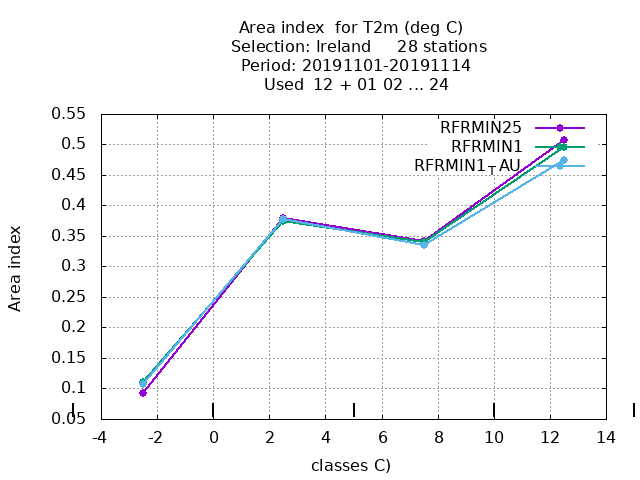 Area index  for T2m (deg C)
Selection: Ireland     28 stations
Period: 20191101-20191114
Used  12 + 01 02 ... 24
0.55
0.5
0.45
0.4
0.35
0.3
0.25
0.2
0.15
0.1
0.05
Area index
RFRMIN25
RFRMIN1
RFRMIN1_TAU
-4 -2 0 2 4 6 8 10 12 14
classes C)